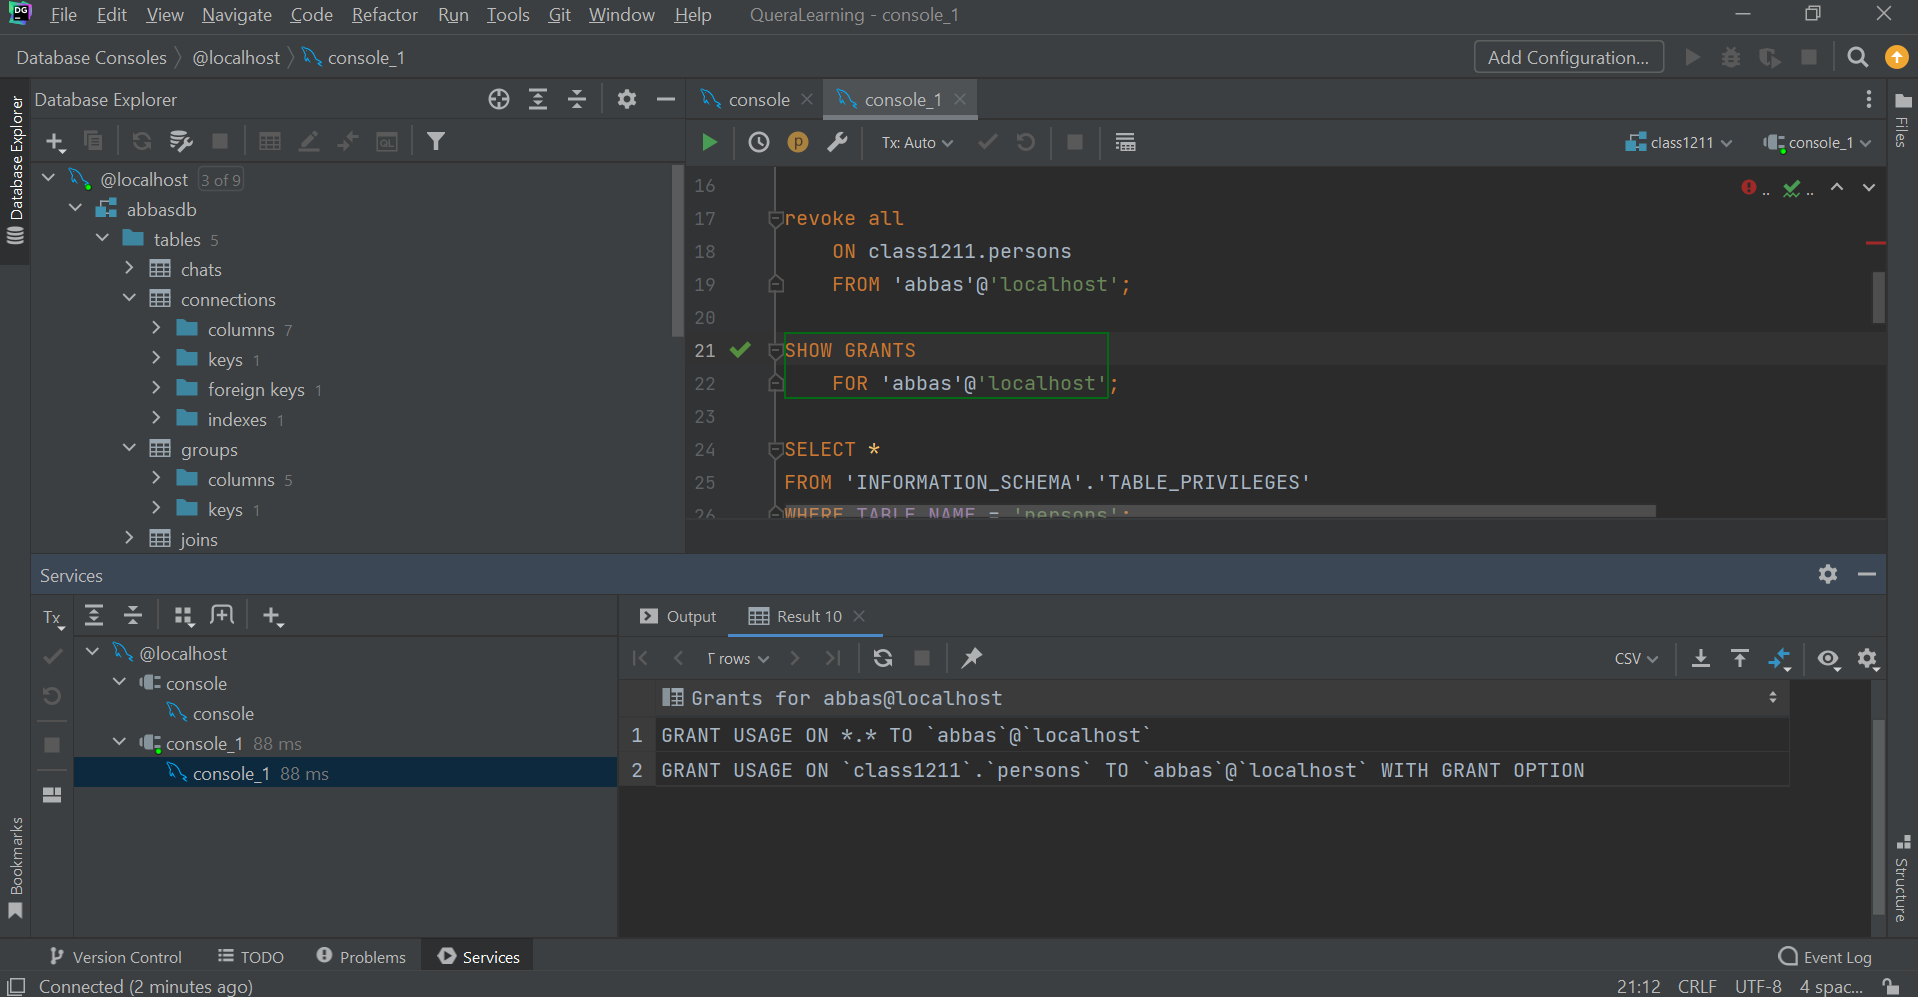 DG
File Edit View Navigate Code Refactor Run Tools Git Window Help QueraLearning - console_1
Database Consoles @localhost console_1 Add Configuration...
Database Explorer
Files
Database Explorer
console console_1
Tx: Auto class1211 console_1
@localhost 3 of 9
abbasdb
tables 5
chats
connections
columns 7
keys 1
foreign keys 1
indexes 1
groups
columns 5
keys 1
joins
16
17 revoke all
18 ON class1211.persons
19 FROM 'abbas'@'localhost';
20
21 SHOW GRANTS
22 FOR 'abbas'@'localhost';
23
24 SELECT *
25 FROM 'INFORMATION_SCHEMA'.'TABLE_PRIVILEGES'
26 WHERE TABLE_NAME = 'persons';
Services
Tx
@localhost
console
console
console_1 88 ms
console_1 88 ms
Output Result 10
rows CSV
Grants for abbas@localhost
1 GRANT USAGE ON *.* TO `abbas`@`localhost`
2 GRANT USAGE ON `class1211`.`persons` TO `abbas`@`localhost` WITH GRANT OPTION
Bookmarks
Structure
Version Control TODO Problems Services Event Log
Connected (2 minutes ago) 21:12 CRLF UTF-8 4 spac...